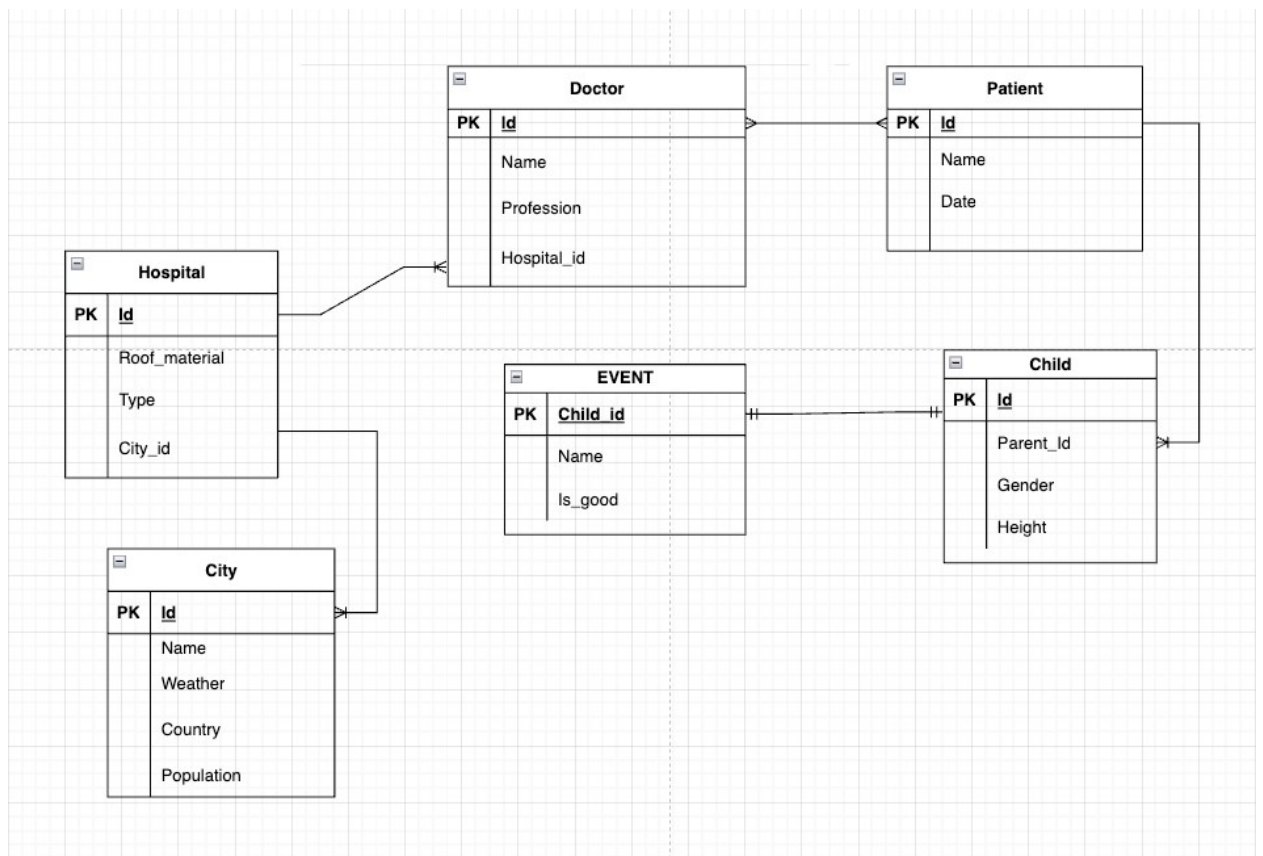 Doctor
PK Id
Name
Profession
Hospital_id
Patient
PK Id
Name
Date
Hospital
PK Id
Roof_material
Type
City_id
EVENT
PK Child_id
Name
Is_good
Child
PK Id
Parent_Id
Gender
Height
City
PK Id
Name
Weather
Country
Population